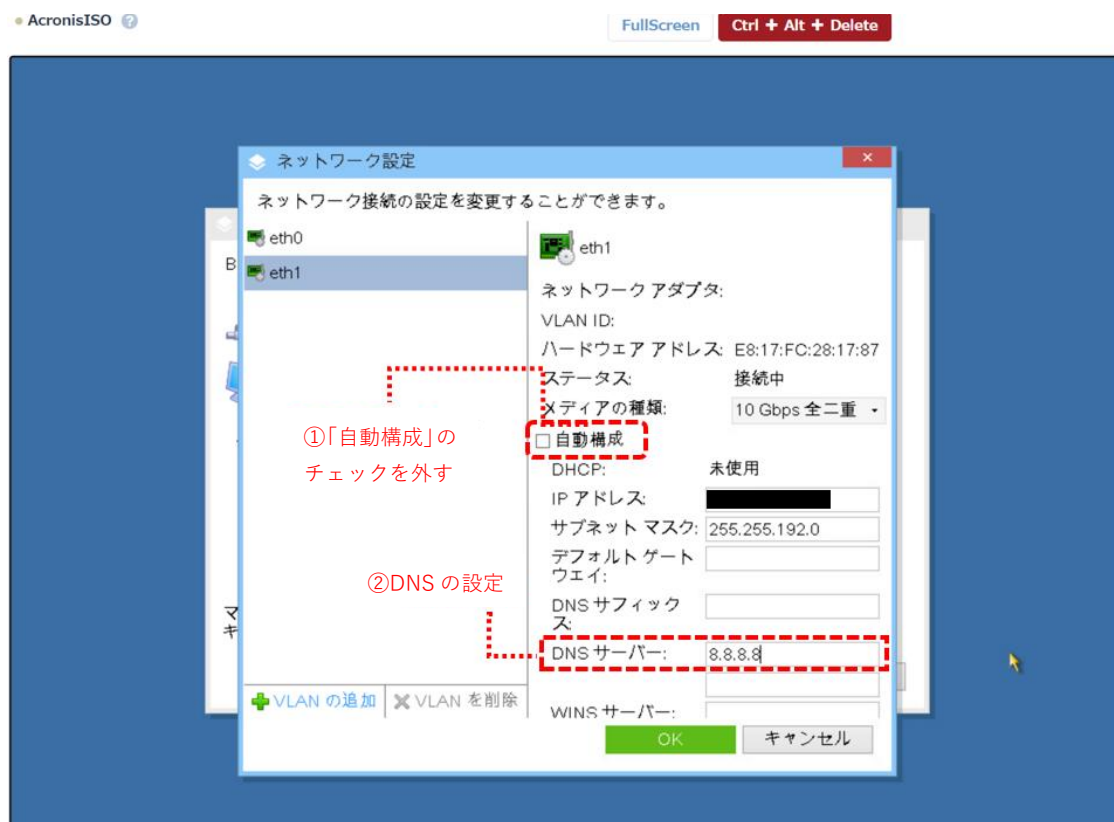 AcronisISO
FullScreen
Ctrl + Alt + Delete
ネットワーク設定
ネットワーク接続の設定を変更することができます。
eth0
eth1
eth1
ネットワーク アダプタ:
VLAN ID:
ハードウェア アドレス: E8:17:FC:28:17:87
ステータス: 接続中
メディアの種類: 10 Gbps 全二重
①「自動構成」の
チェックを外す
自動構成
DHCP: 未使用
IP アドレス:
サブネット マスク: 255.255.192.0
デフォルト ゲート
ウェイ:
②DNS の設定
DNS サフィック
ス:
DNS サーバー: 8.8.8.8
WINS サーバー:
VLAN の追加
VLAN を削除
OK
キャンセル
B
マ
キ